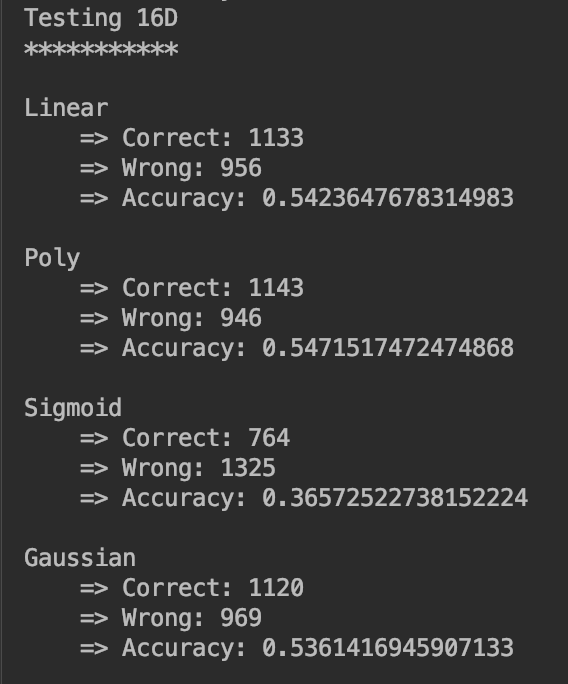 Testing 16D
***********
Linear
=> Correct: 1133
=> Wrong: 956
=> Accuracy: 0.5423647678314983
Poly
=> Correct: 1143
=> Wrong: 946
=> Accuracy: 0.5471517472474868
Sigmoid
=> Correct: 764
=> Wrong: 1325
=> Accuracy: 0.36572522738152224
Gaussian
=> Correct: 1120
=> Wrong: 969
=> Accuracy: 0.5361416945907133